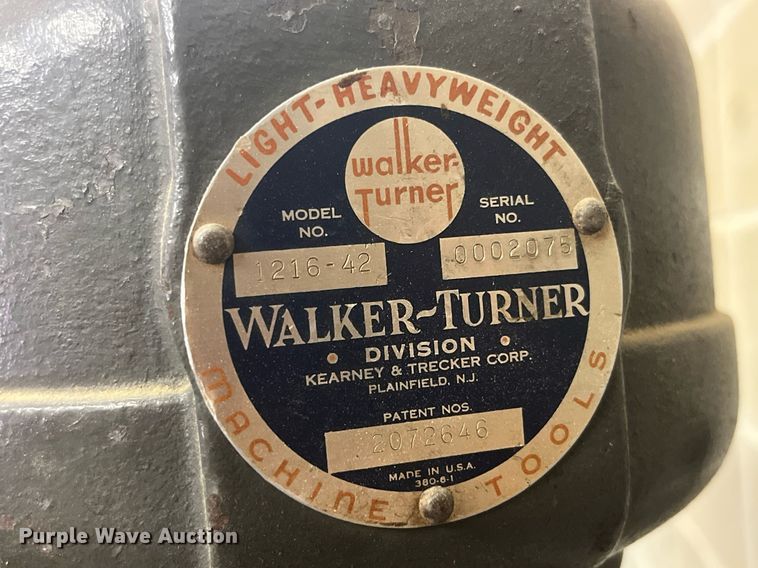 LIGHT-HEAVYWEIGHT
walker-
Turner
MODEL
NO.
SERIAL
NO.
1216-42
0002075
WALKER-TURNER
• DIVISION •
KEARNEY & TRECKER CORP.
PLAINFIELD, N.J.
PATENT NOS.
2072646
MADE IN U.S.A.
380-6-1
MACHINE TOOLS
Purple Wave Auction